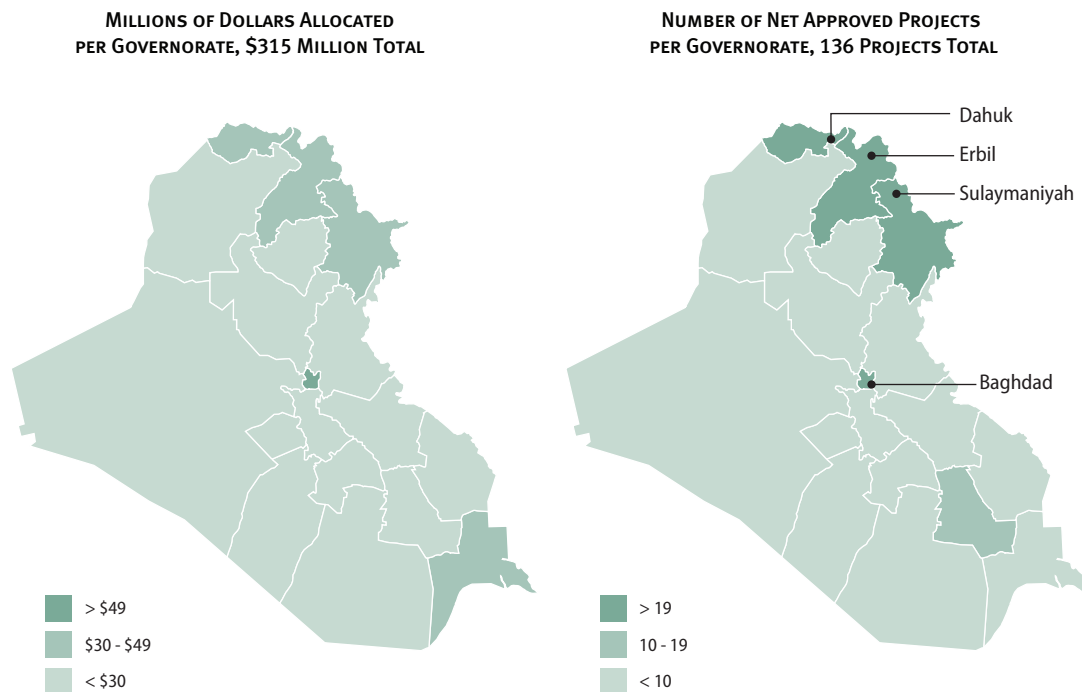 Millions of Dollars Allocated
per Governorate, $315 Million Total
> $49
$30 - $49
< $30
Number of Net Approved Projects
per Governorate, 136 Projects Total
Dahuk
Erbil
Sulaymaniyah
Baghdad
> 19
10 - 19
< 10